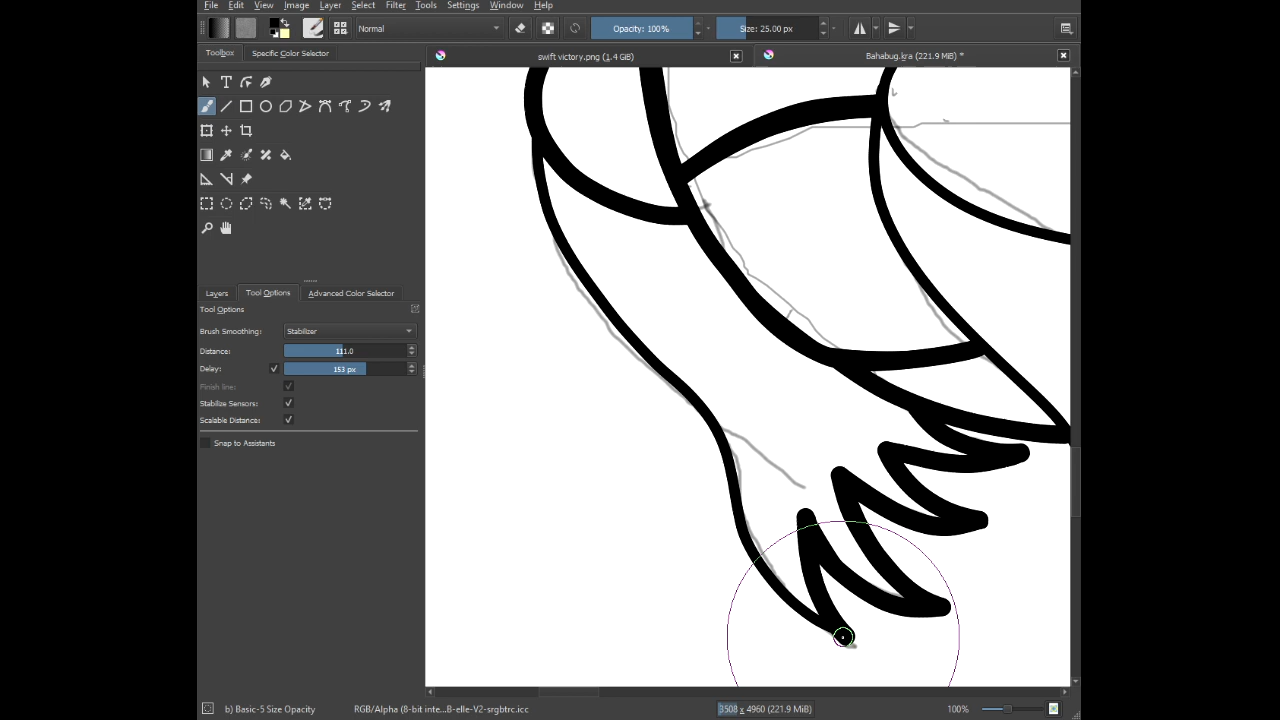 File Edit View Image Layer Select Filter Tools Settings Window Help
Normal Opacity: 100% Size: 25.00 px
Toolbox Specific Color Selector
swift victory.png (1.4 GiB)
Bahabug.kra (221.9 MiB) *
Layers Tool Options Advanced Color Selector
Tool Options
Brush Smoothing: Stabilizer
Distance: 111.0
Delay: 153 px
Finish line:
Stabilize Sensors:
Scalable Distance:
Snap to Assistants
b) Basic-5 Size Opacity RGB/Alpha (8-bit inte...B-elle-V2-srgbtrc.icc 3508 x 4960 (221.9 MiB) 100%